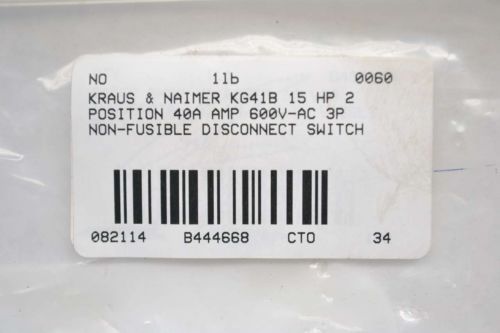 NO 11b 0060
KRAUS & NAIMER KG41B 15 HP 2
POSITION 40A AMP 600V-AC 3P
NON-FUSIBLE DISCONNECT SWITCH
082114 B444668 CTO 34